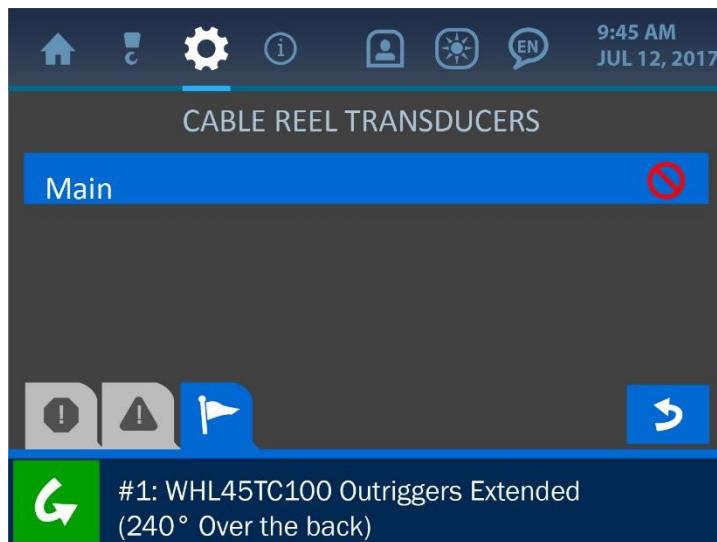 EN
9:45 AM
JUL 12, 2017
CABLE REEL TRANSDUCERS
Main
#1: WHL45TC100 Outriggers Extended
(240° Over the back)